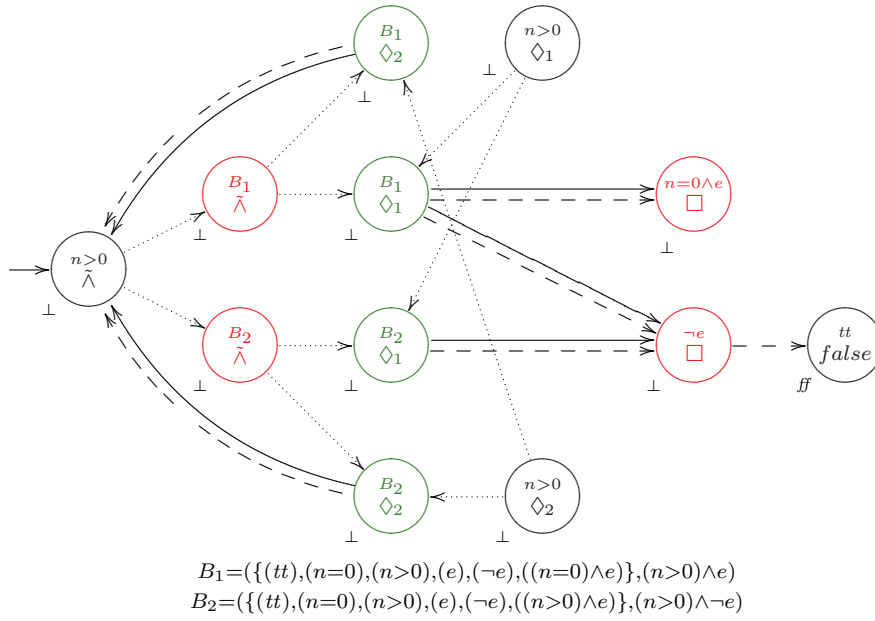 B₁
◊₂
⊥
n>0
◊₁
⊥
B₁
∧̃
⊥
B₁
◊₁
⊥
n=0∧e
□
⊥
n>0
∧̃
⊥
B₂
∧̃
⊥
B₂
◊₁
⊥
¬e
□
⊥
tt
false
ff
B₂
◊₂
⊥
n>0
◊₂
⊥
B₁=({(tt),(n=0),(n>0),(e),(¬e),((n=0)∧e)},(n>0)∧e)
B₂=({(tt),(n=0),(n>0),(e),(¬e),((n>0)∧e)},(n>0)∧¬e)